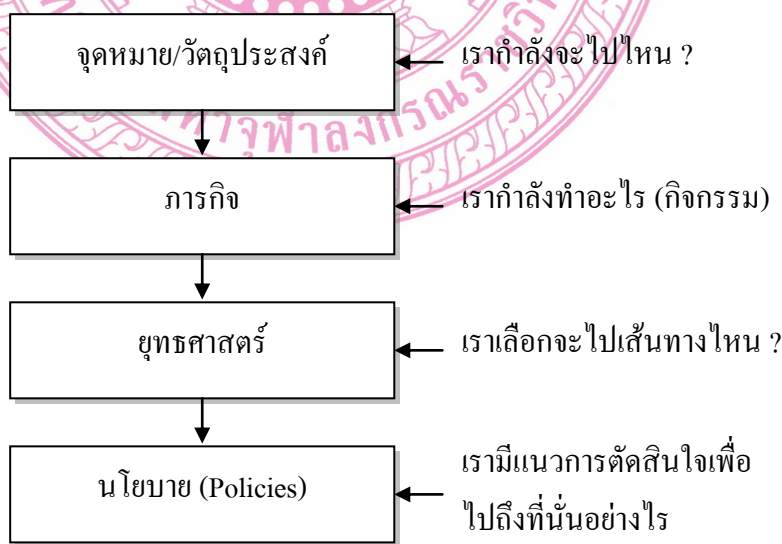 จุดหมาย/วัตถุประสงค์
เรากำลังจะไปไหน ?
ภารกิจ
เรากำลังทำอะไร (กิจกรรม)
ยุทธศาสตร์
เราเลือกจะไปเส้นทางไหน ?
นโยบาย (Policies)
เรามีแนวการตัดสินใจเพื่อ
ไปถึงที่นั่นอย่างไร